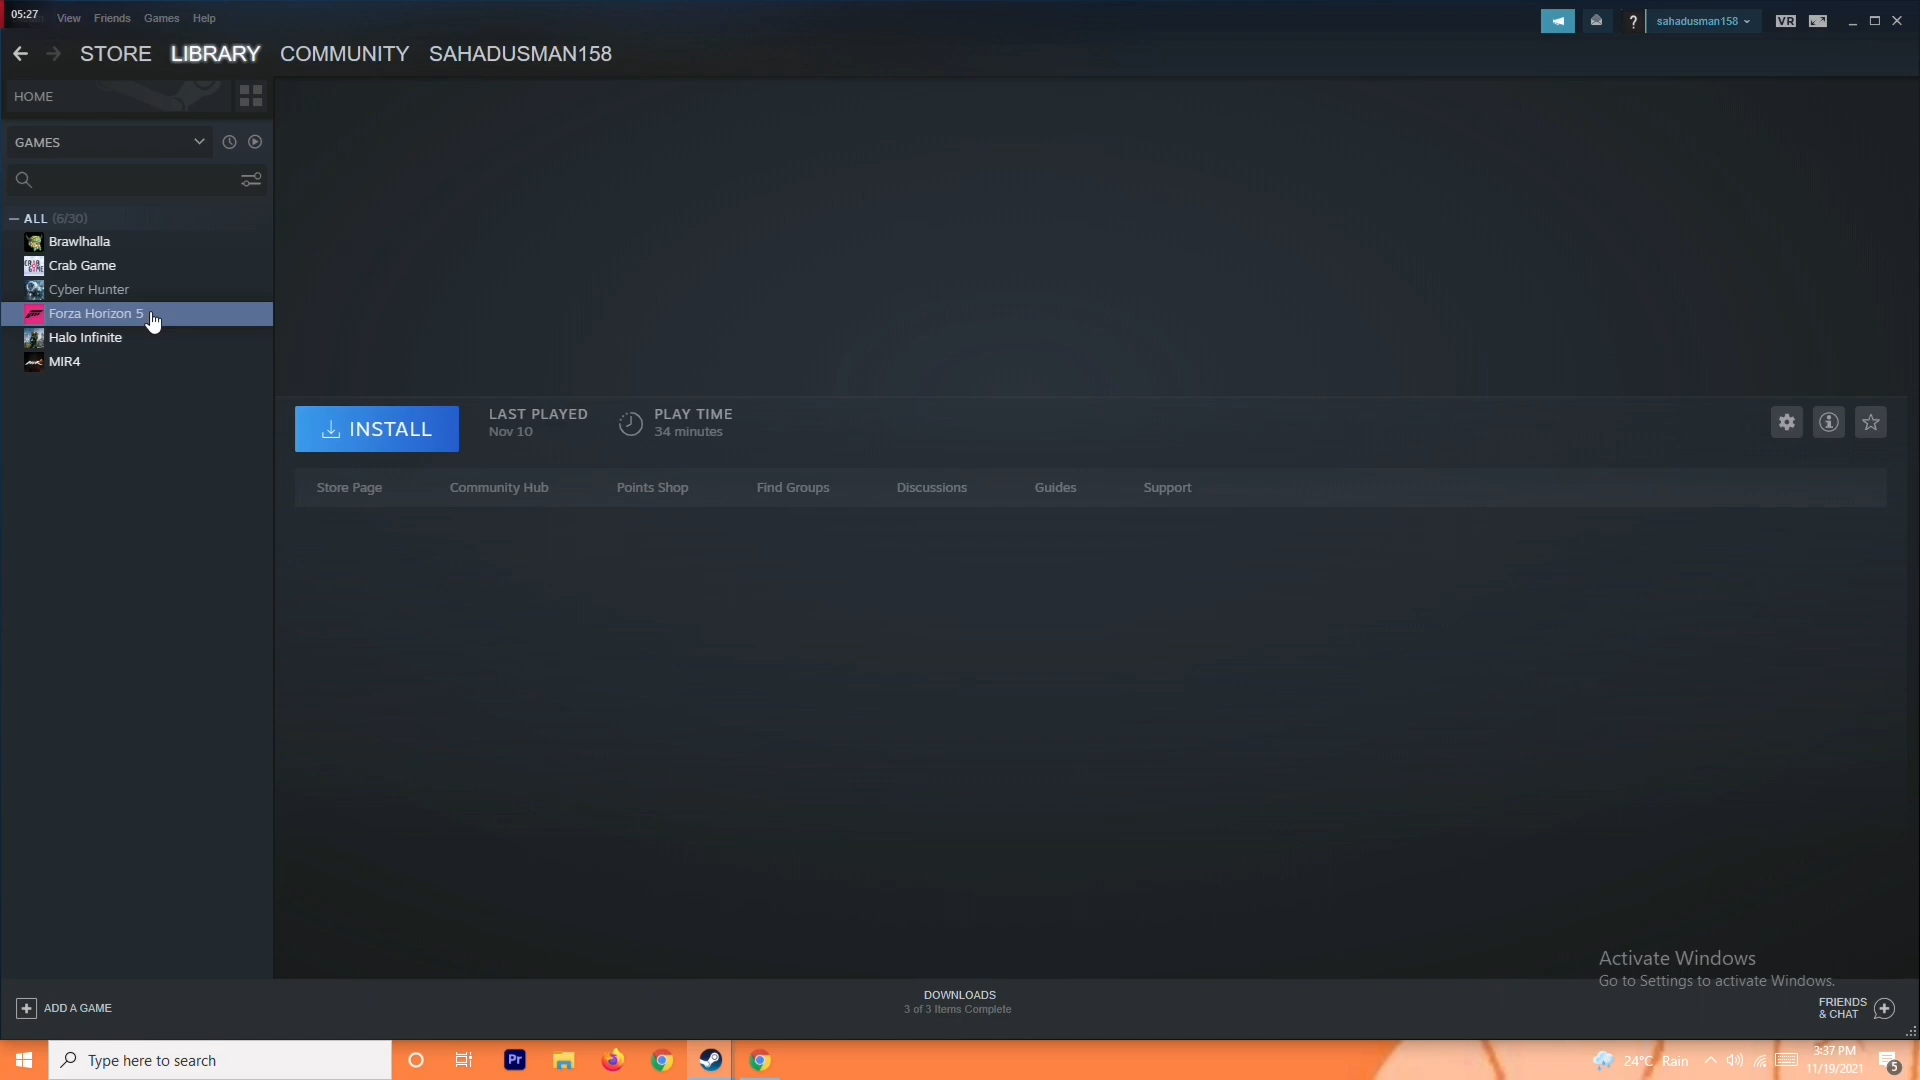 05:27
View Friends Games Help
sahadusman158
VR
STORE LIBRARY COMMUNITY SAHADUSMAN158
HOME
GAMES
ALL (6/30)
Brawlhalla
Crab Game
Cyber Hunter
Forza Horizon 5
Halo Infinite
MIR4
INSTALL
LAST PLAYED
Nov 10
PLAY TIME
34 minutes
Store Page Community Hub Points Shop Find Groups Discussions Guides Support
Activate Windows
Go to Settings to activate Windows.
ADD A GAME
DOWNLOADS
3 of 3 Items Complete
FRIENDS
& CHAT
Type here to search
Pr
24°C Rain
3:37 PM
11/19/2021
5